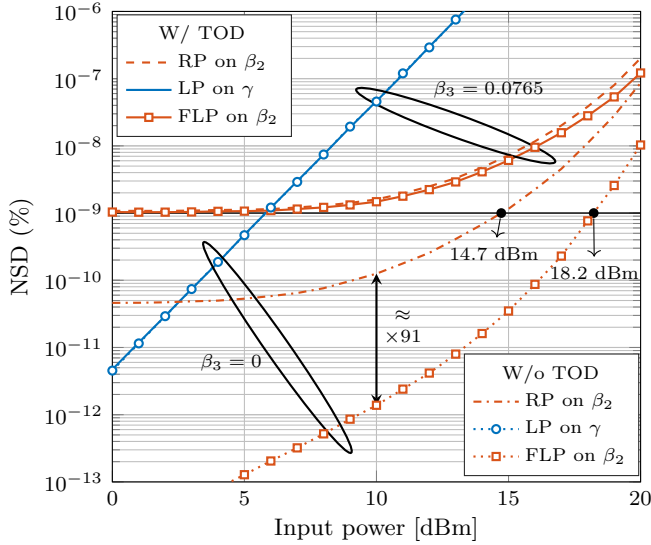 10⁻⁶
W/ TOD
RP on β₂
LP on γ
FLP on β₂
β₃ = 0.0765
10⁻⁷
10⁻⁸
10⁻⁹
14.7 dBm
18.2 dBm
10⁻¹⁰
≈
×91
β₃ = 0
10⁻¹¹
W/o TOD
RP on β₂
LP on γ
FLP on β₂
10⁻¹²
10⁻¹³
NSD (%)
0 5 10 15 20
Input power [dBm]